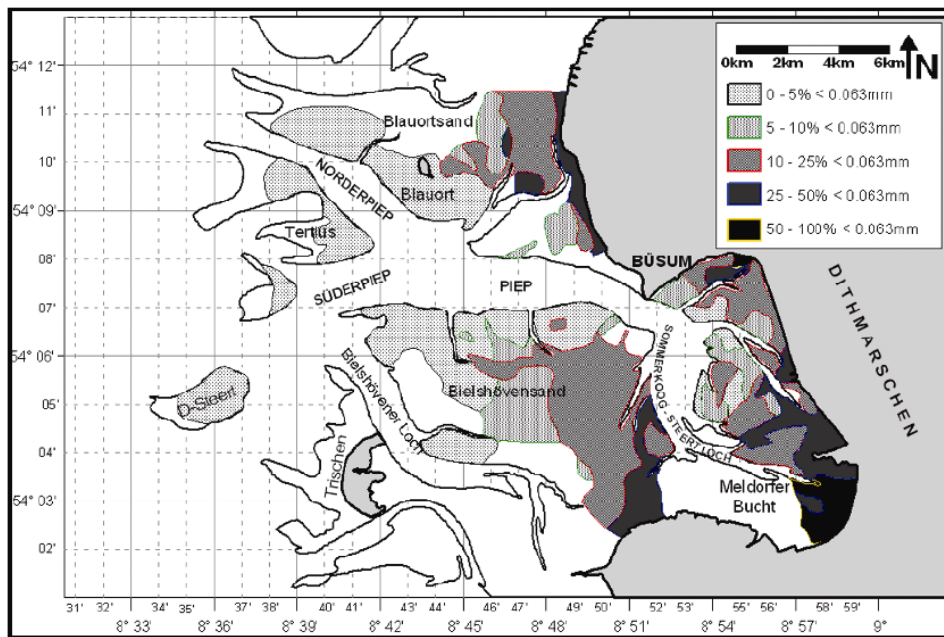 54° 12'
11'
10'
54° 09'
08'
07'
54° 06'
05'
04'
54° 03'
02'
0km 2km 4km 6km
N
0 - 5% < 0.063mm
5 - 10% < 0.063mm
10 - 25% < 0.063mm
25 - 50% < 0.063mm
50 - 100% < 0.063mm
Blauortsand
NORDERPIEP
Blauort
Tertius
BÜSUM
SÜDERPIEP
PIEP
DITHMARSCHEN
SOMMERKOOG - STEERTLOCH
Bielshövener Loch
Bielshövensand
D-Steert
Trischen
Meldorfer
Bucht
31' 32' 34' 35' 37' 38' 40' 41' 43' 44' 46' 47' 49' 50' 52' 53' 55' 56' 58' 59'
8° 33 8° 36' 8° 39 8° 42' 8° 45' 8° 48' 8° 51' 8° 54' 8° 57' 9°